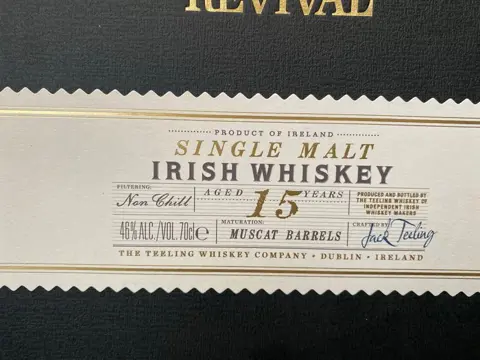 REVIVAL
PRODUCT OF IRELAND
SINGLE MALT
IRISH WHISKEY
FILTERING:
Non Chill
AGED 15 YEARS
PRODUCED AND BOTTLED BY
THE TEELING WHISKEY CO
INDEPENDENT IRISH
WHISKEY MAKERS
46% ALC./VOL. 70cl e
MATURATION:
MUSCAT BARRELS
CRAFTED BY
Jack Teeling
THE TEELING WHISKEY COMPANY · DUBLIN · IRELAND